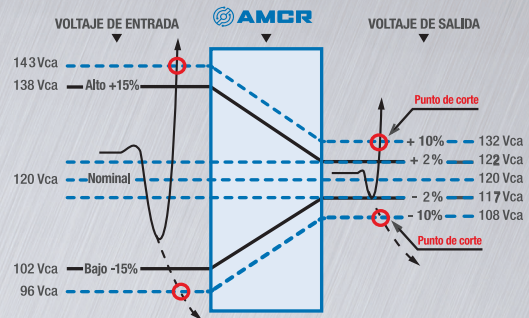 AMCR
VOLTAJE DE ENTRADA
VOLTAJE DE SALIDA
143 Vca
138 Vca Alto +15%
120 Vca Nominal
102 Vca Bajo -15%
96 Vca
Punto de corte
+ 10% 132 Vca
+ 2% 122 Vca
120 Vca
- 2% 117 Vca
- 10% 108 Vca
Punto de corte